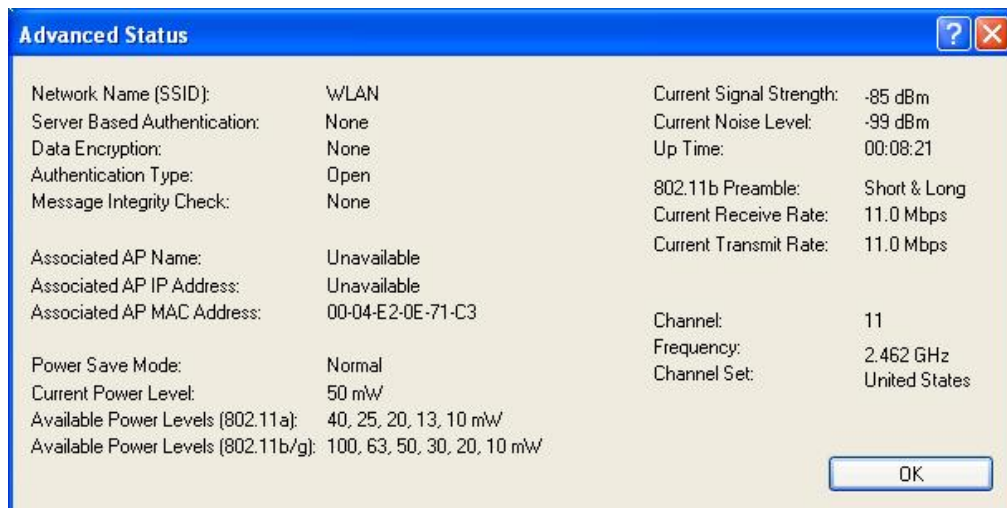 Advanced Status
Network Name (SSID): WLAN
Server Based Authentication: None
Data Encryption: None
Authentication Type: Open
Message Integrity Check: None
Associated AP Name: Unavailable
Associated AP IP Address: Unavailable
Associated AP MAC Address: 00-04-E2-0E-71-C3
Power Save Mode: Normal
Current Power Level: 50 mW
Available Power Levels (802.11a): 40, 25, 20, 13, 10 mW
Available Power Levels (802.11b/g): 100, 63, 50, 30, 20, 10 mW
Current Signal Strength: -85 dBm
Current Noise Level: -99 dBm
Up Time: 00:08:21
802.11b Preamble: Short & Long
Current Receive Rate: 11.0 Mbps
Current Transmit Rate: 11.0 Mbps
Channel: 11
Frequency: 2.462 GHz
Channel Set: United States
OK